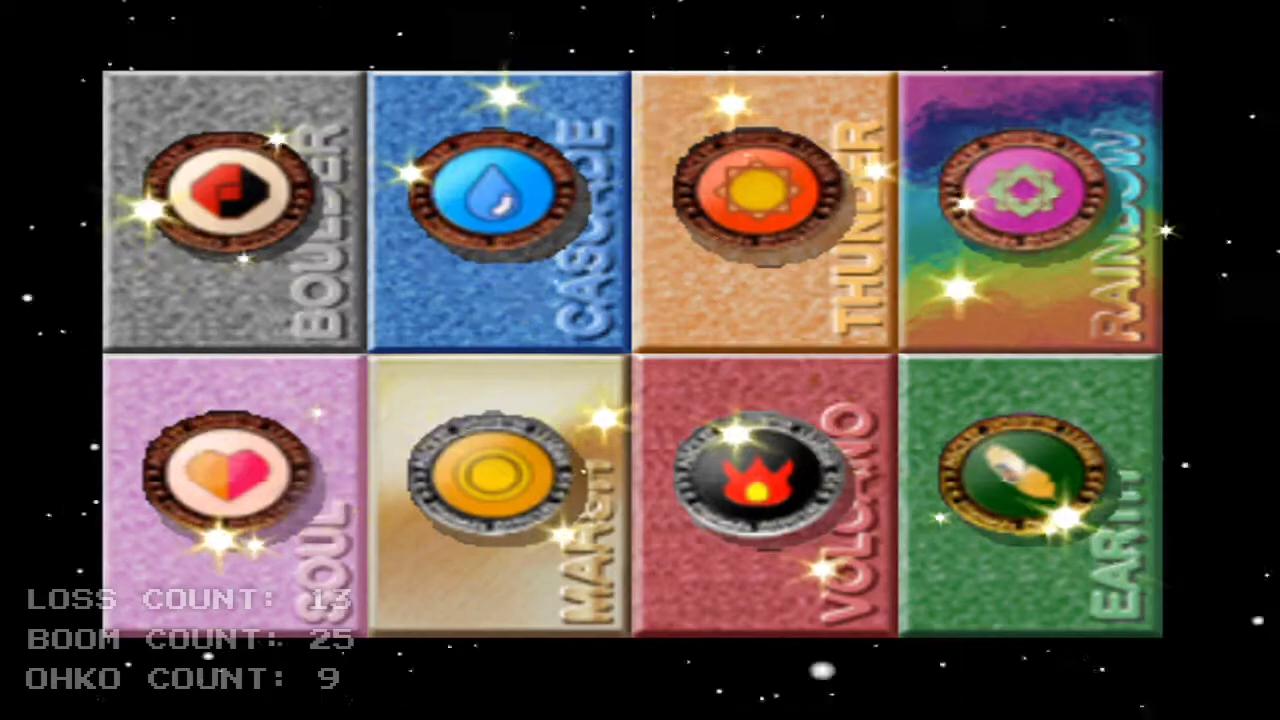 BOULDER
CASCADE
THUNDER
RAINBOW
SOUL
MARSH
VOLCANO
EARTH
LOSS COUNT: 13
BOOM COUNT: 25
OHKO COUNT: 9